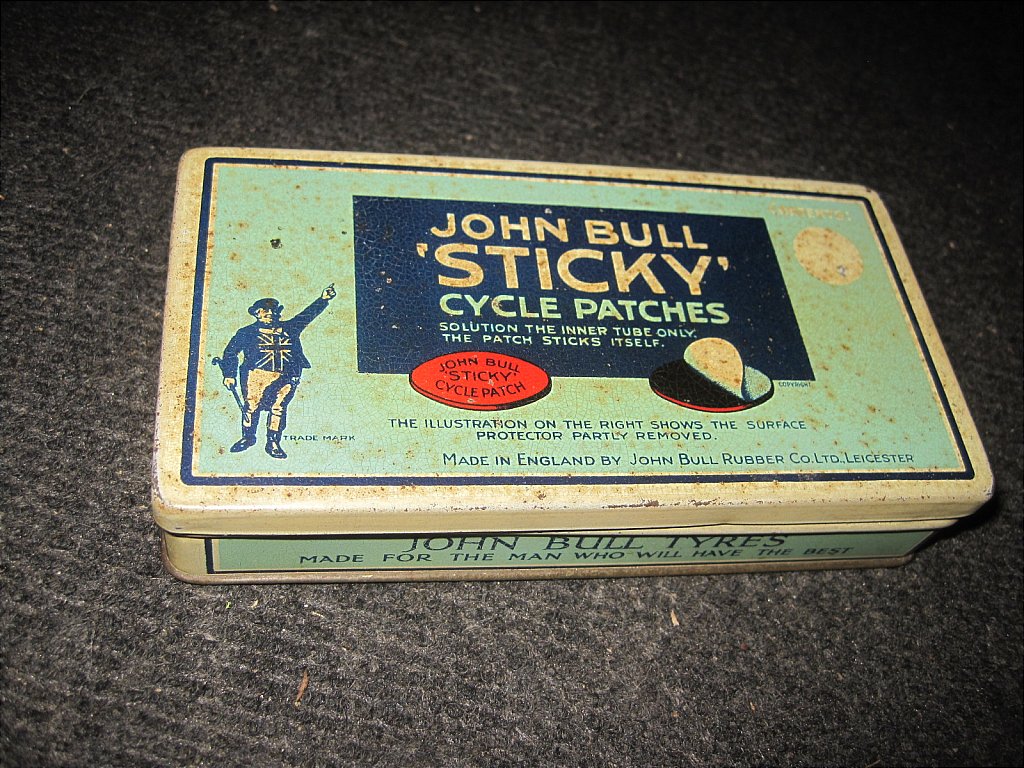 JOHN BULL
'STICKY'
CYCLE PATCHES
SOLUTION THE INNER TUBE ONLY.
THE PATCH STICKS ITSELF.
JOHN BULL
'STICKY'
CYCLE PATCH
COPYRIGHT
THE ILLUSTRATION ON THE RIGHT SHOWS THE SURFACE
PROTECTOR PARTLY REMOVED.
TRADE MARK
MADE IN ENGLAND BY JOHN BULL RUBBER CO. LTD. LEICESTER
JOHN BULL TYRES
MADE FOR THE MAN WHO WILL HAVE THE BEST